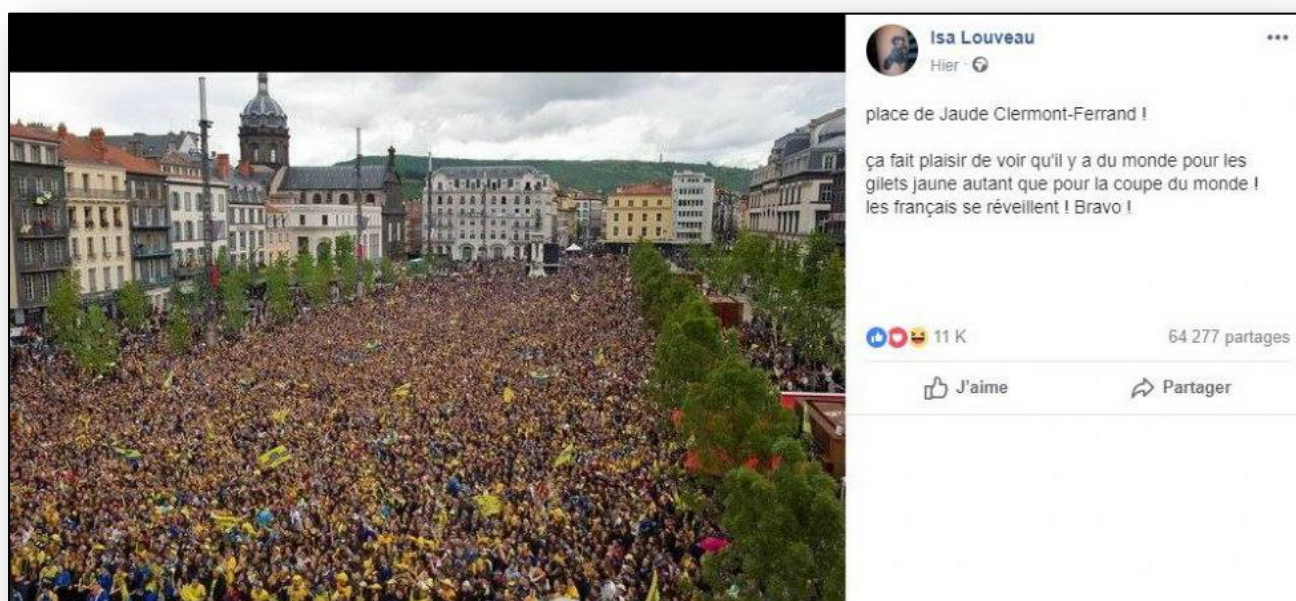 Isa Louveau
Hier
place de Jaude Clermont-Ferrand !
ça fait plaisir de voir qu'il y a du monde pour les
gilets jaune autant que pour la coupe du monde !
les français se réveillent ! Bravo !
11 K
64 277 partages
J'aime
Partager